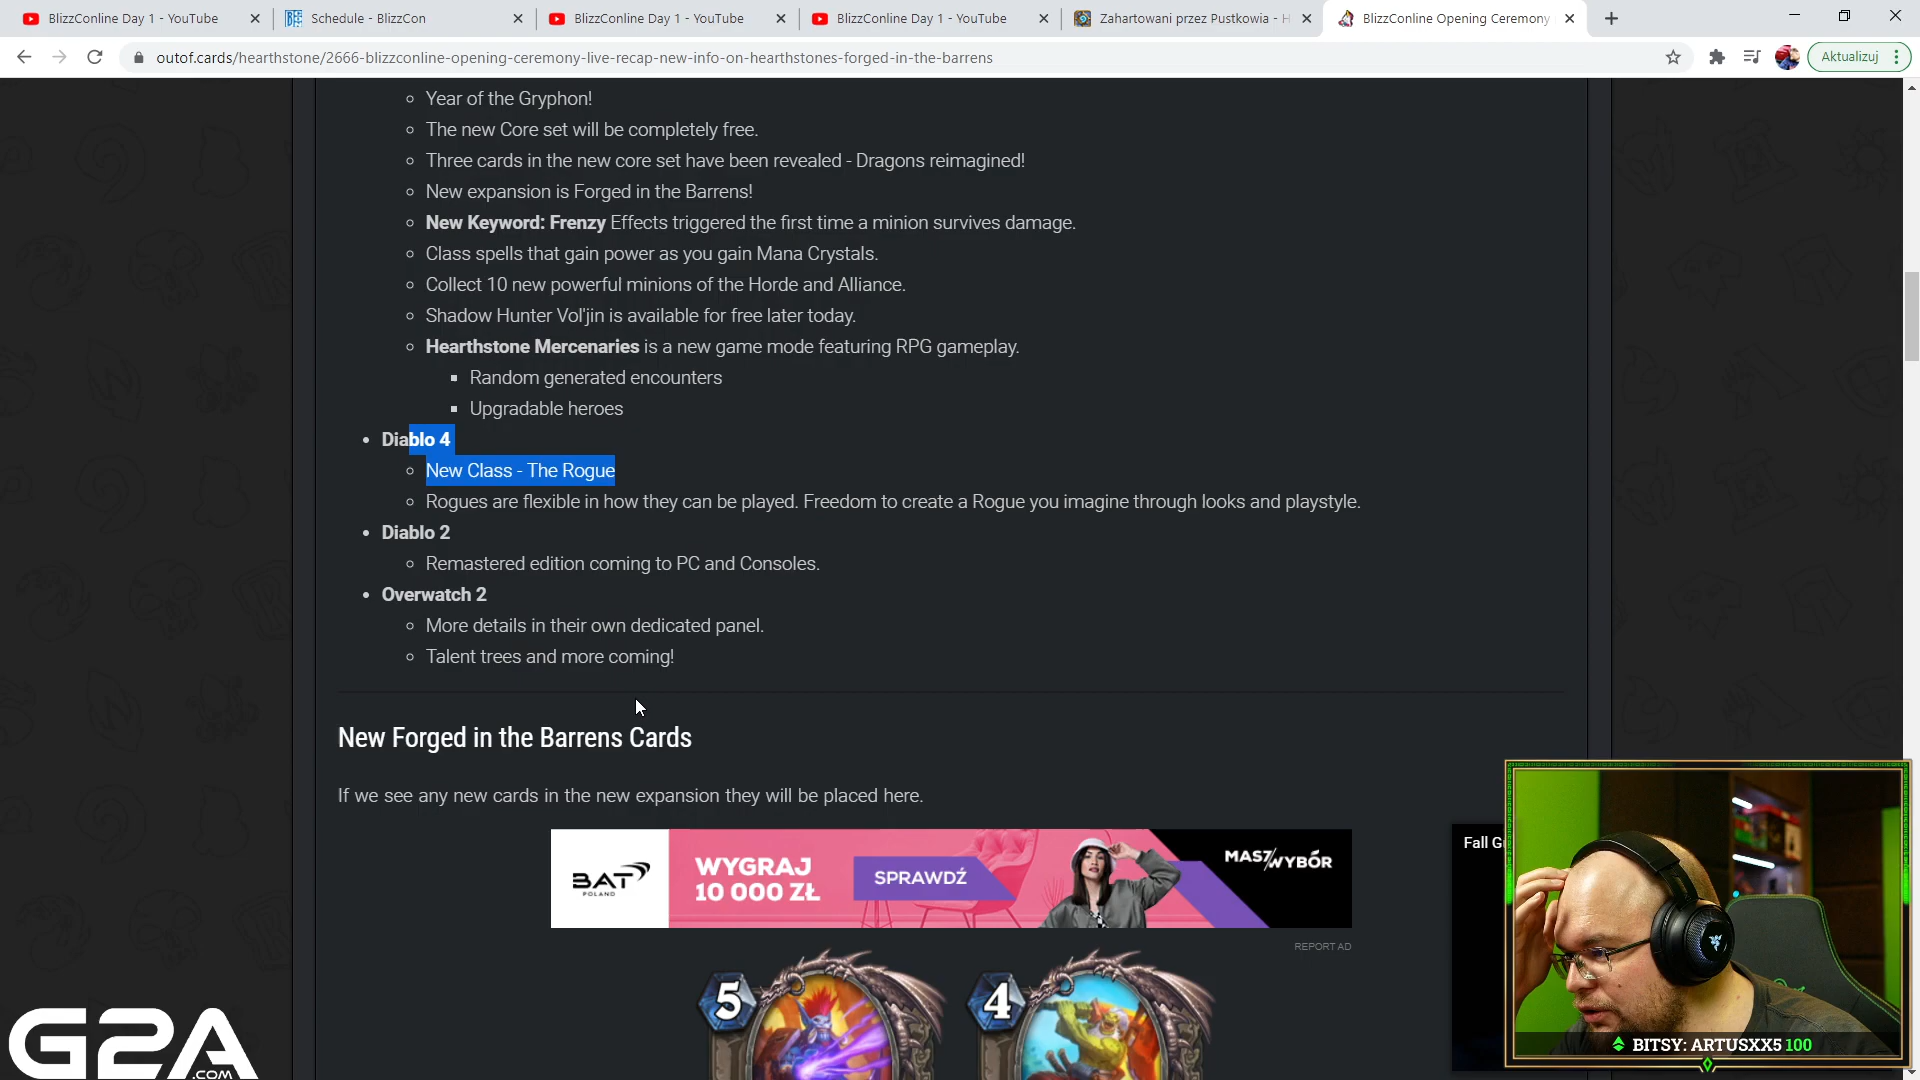 BlizzConline Day 1 - YouTube
Schedule - BlizzCon
BlizzConline Day 1 - YouTube
BlizzConline Day 1 - YouTube
Zahartowani przez Pustkowia - H
BlizzConline Opening Ceremony
outof.cards/hearthstone/2666-blizzconline-opening-ceremony-live-recap-new-info-on-hearthstones-forged-in-the-barrens
Aktualizuj
Year of the Gryphon!
The new Core set will be completely free.
Three cards in the new core set have been revealed - Dragons reimagined!
New expansion is Forged in the Barrens!
New Keyword: Frenzy Effects triggered the first time a minion survives damage.
Class spells that gain power as you gain Mana Crystals.
Collect 10 new powerful minions of the Horde and Alliance.
Shadow Hunter Vol'jin is available for free later today.
Hearthstone Mercenaries is a new game mode featuring RPG gameplay.
Random generated encounters
Upgradable heroes
Diablo 4
New Class - The Rogue
Rogues are flexible in how they can be played. Freedom to create a Rogue you imagine through looks and playstyle.
Diablo 2
Remastered edition coming to PC and Consoles.
Overwatch 2
More details in their own dedicated panel.
Talent trees and more coming!
New Forged in the Barrens Cards
If we see any new cards in the new expansion they will be placed here.
BAT
POLAND
WYGRAJ
10 000 ZŁ
SPRAWDŹ
MASZ WYBÓR
REPORT AD
5
4
Fall G
G2A
.COM
BITSY: ARTUSXX5 100